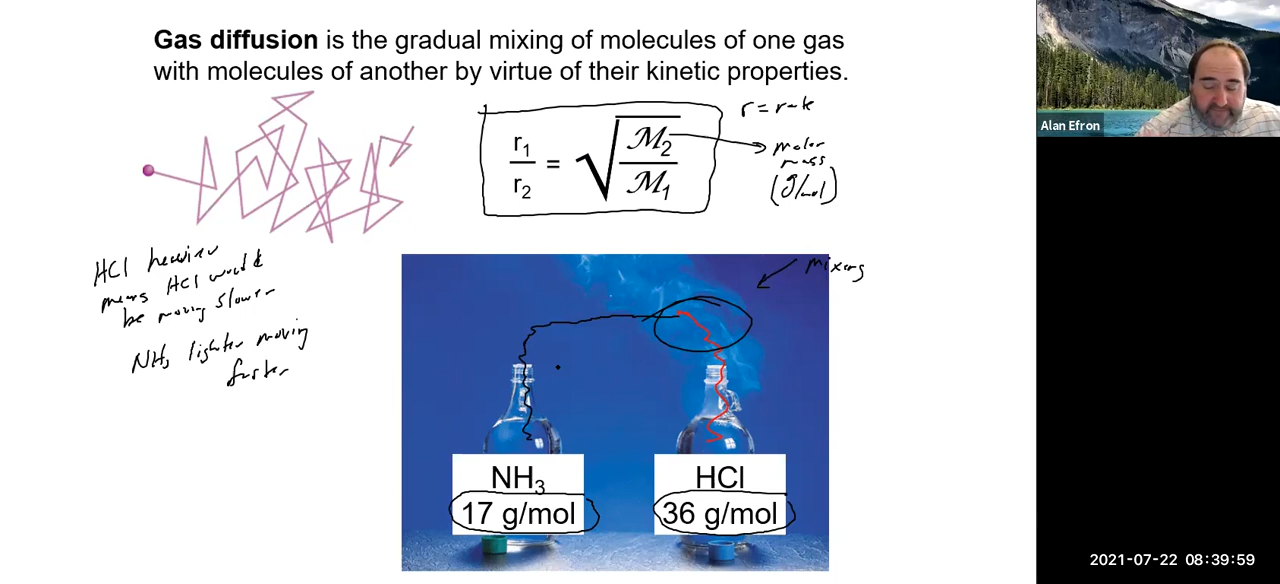 Gas diffusion is the gradual mixing of molecules of one gas
with molecules of another by virtue of their kinetic properties.
r = rate
r₁
r₂
=
√
ℳ₂
ℳ₁
molar
mass
(g/mol)
HCl heavier
means HCl would
be moving slower
NH₃ lighter moving
faster
mixing
NH₃
17 g/mol
HCl
36 g/mol
Alan Efron
2021-07-22 08:39:59